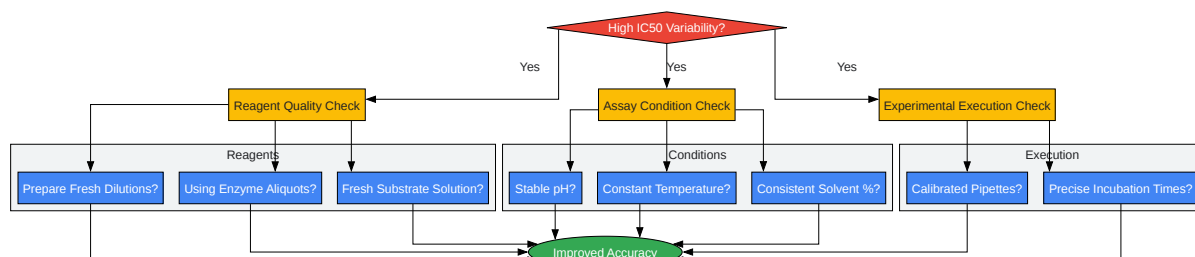 High IC50 Variability?
Yes
Yes
Yes
Reagent Quality Check
Assay Condition Check
Experimental Execution Check
Reagents
Conditions
Execution
Prepare Fresh Dilutions?
Using Enzyme Aliquots?
Fresh Substrate Solution?
Stable pH?
Constant Temperature?
Consistent Solvent %?
Calibrated Pipettes?
Precise Incubation Times?
Improved Accuracy